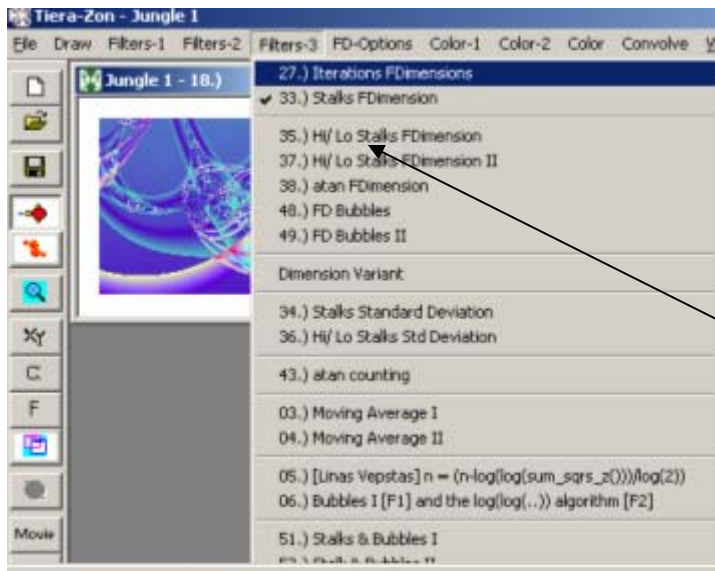 Tiera-Zon - Jungle 1
File Draw Filters-1 Filters-2 Filters-3 FD-Options Color-1 Color-2 Color Convolve
Jungle 1 - 18.)
27.) Iterations FDimensions
33.) Stalks FDimension
35.) Hi/ Lo Stalks FDimension
37.) Hi/ Lo Stalks FDimension II
38.) atan FDimension
48.) FD Bubbles
49.) FD Bubbles II
Dimension Variant
34.) Stalks Standard Deviation
36.) Hi/ Lo Stalks Std Deviation
43.) atan counting
03.) Moving Average I
04.) Moving Average II
05.) [Linas Vepstas] n = (n-log(log(sum_sqrs_z()))/log(2))
06.) Bubbles I [F1] and the log(log(..)) algorithm [F2]
51.) Stalks & Bubbles I
XY
C
F
Movie